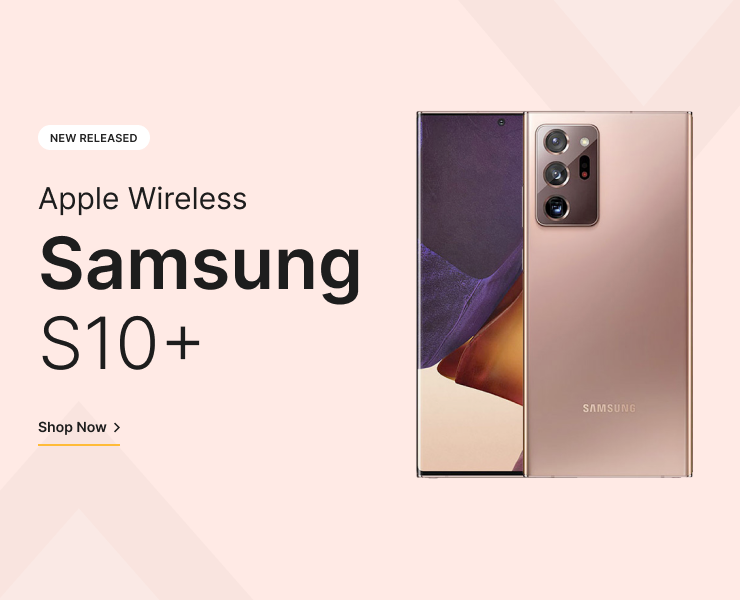 NEW RELEASED
Apple Wireless
Samsung
S10+
Shop Now
SAMSUNG